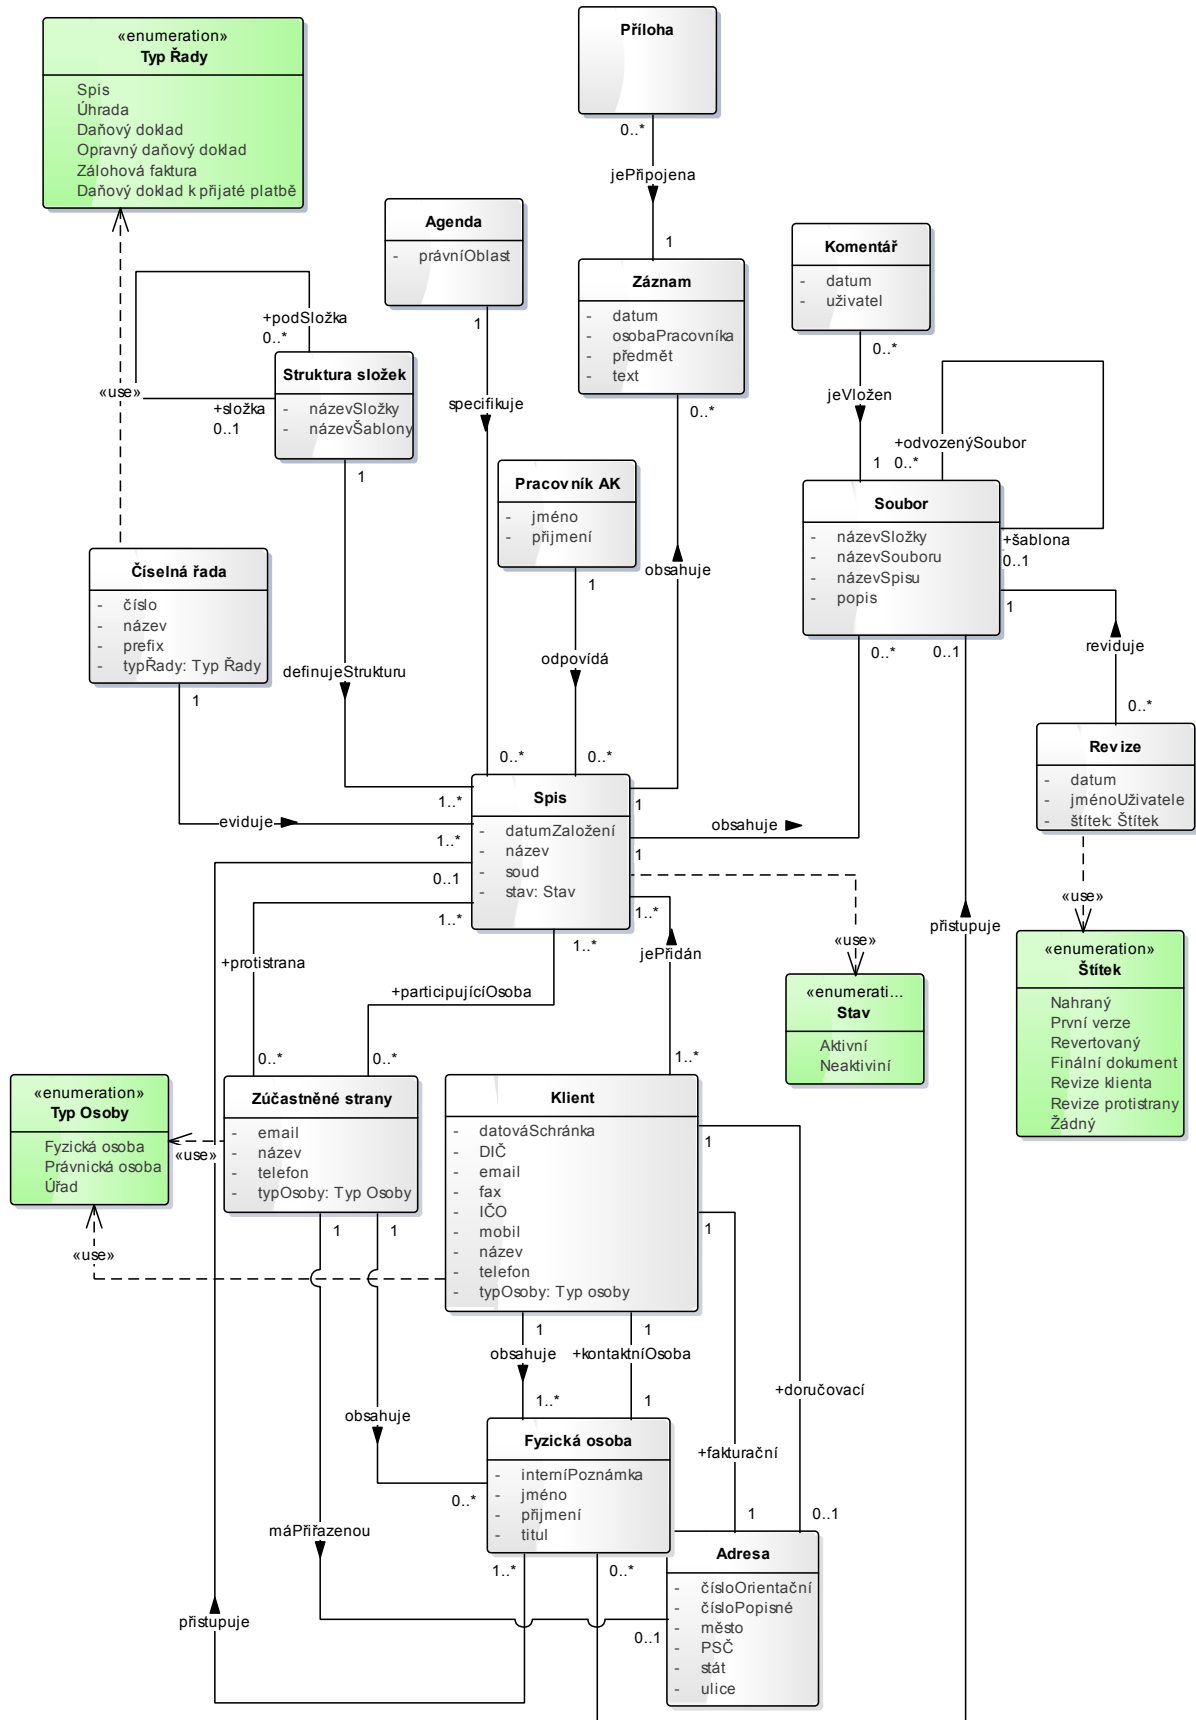 «enumeration»
Typ Řady
Spis
Úhrada
Daňový doklad
Opravný daňový doklad
Zálohová faktura
Daňový doklad k přijaté platbě
Příloha
0..*
jePřipojena
1
Agenda
- právníOblast
1
Záznam
- datum
- osobaPracovníka
- předmět
- text
0..*
Komentář
- datum
- uživatel
0..*
jeVložen
1
+podSložka
0..*
Struktura složek
- názevSložky
- názevŠablony
+složka
0..1
1
«use»
specifikuje
+odvozenýSoubor
0..*
Soubor
- názevSložky
- názevSouboru
- názevSpisu
- popis
+šablona
0..1
1
0..*
0..1
Pracovník AK
- jméno
- přijmení
1
obsahuje
Číselná řada
- číslo
- název
- prefix
- typŘady: Typ Řady
1
definujeStrukturu
odpovídá
reviduje
0..*
Revize
- datum
- jménoUživatele
- štítek: Štítek
0..*
0..*
Spis
- datumZaložení
- název
- soud
- stav: Stav
1..*
1
eviduje
1..*
obsahuje
1
0..1
1..*
1..*
1..*
«use»
přistupuje
«use»
jePřidán
+protistrana
+participujícíOsoba
«enumerati...
Stav
Aktivní
Neaktiviní
«enumeration»
Štítek
Nahraný
První verze
Revertovaný
Finální dokument
Revize klienta
Revize protistrany
Žádný
0..*
0..*
1..*
«enumeration»
Typ Osoby
Fyzická osoba
Právnická osoba
Úřad
«use»
Zúčastněné strany
- email
- název
- telefon
- typOsoby: Typ Osoby
1
1
Klient
- datováSchránka
- DIČ
- email
- fax
- IČO
- mobil
- název
- telefon
- typOsoby: Typ osoby
1
1
«use»
1
1
obsahuje
+kontaktníOsoba
+doručovací
1..*
1
obsahuje
Fyzická osoba
- interníPoznámka
- jméno
- přijmení
- titul
+fakturační
0..*
1
0..1
máPřiřazenou
1..*
0..*
Adresa
- čísloOrientační
- čísloPopisné
- město
- PSČ
- stát
- ulice
přistupuje
0..1